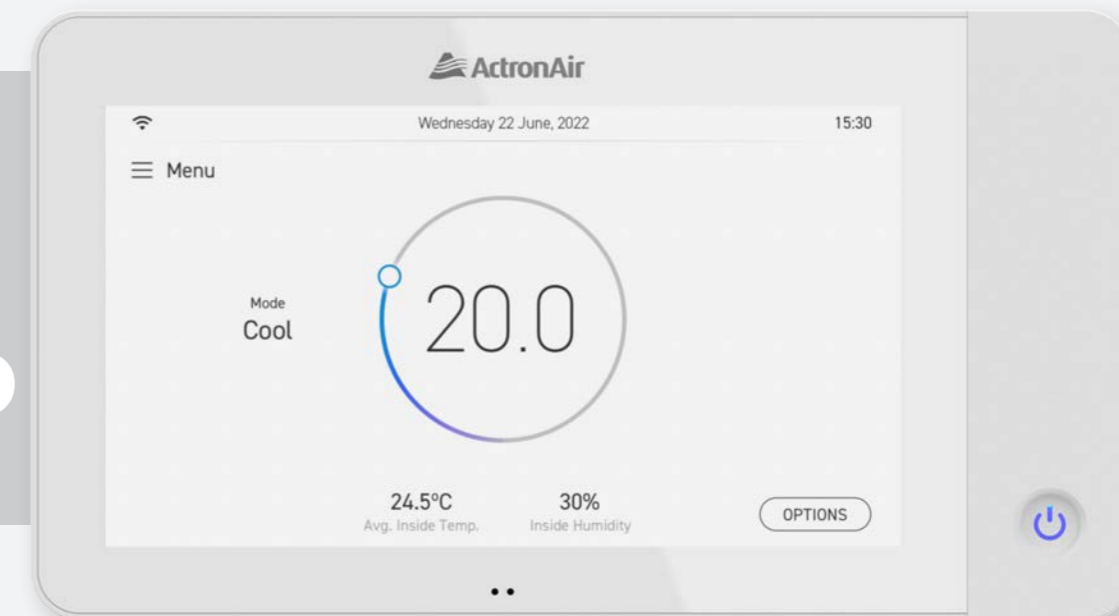 ActronAir
Wednesday 22 June, 2022
15:30
Menu
Mode
Cool
20.0
24.5°C
Avg. Inside Temp.
30%
Inside Humidity
OPTIONS